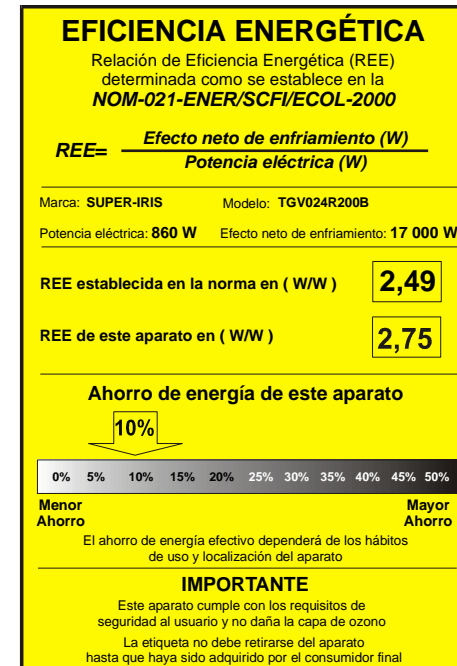 EFICIENCIA ENERGÉTICA
Relación de Eficiencia Energética (REE)
determinada como se establece en la
NOM-021-ENER/SCFI/ECOL-2000
REE= Efecto neto de enfriamiento (W)
Potencia eléctrica (W)
Marca: SUPER-IRIS Modelo: TGV024R200B
Potencia eléctrica: 860 W Efecto neto de enfriamiento: 17 000 W
REE establecida en la norma en ( W/W ) 2,49
REE de este aparato en ( W/W ) 2,75
Ahorro de energía de este aparato
10%
0% 5% 10% 15% 20% 25% 30% 35% 40% 45% 50%
Menor Mayor
Ahorro Ahorro
El ahorro de energía efectivo dependerá de los hábitos
de uso y localización del aparato
IMPORTANTE
Este aparato cumple con los requisitos de
seguridad al usuario y no daña la capa de ozono
La etiqueta no debe retirarse del aparato
hasta que haya sido adquirido por el consumidor final